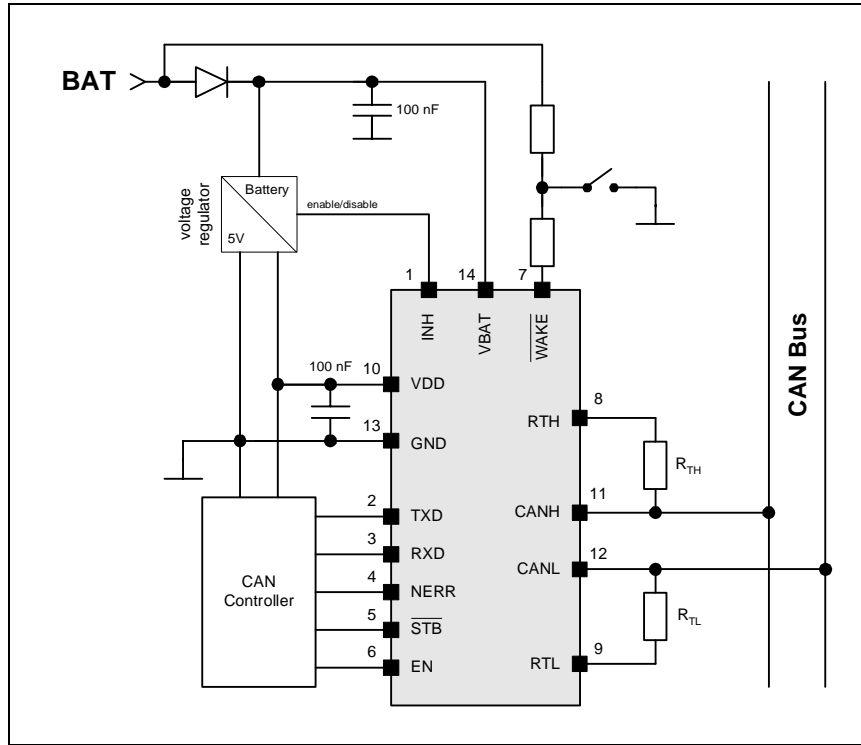 BAT
100 nF
Battery
5V
voltage
regulator
enable/disable
1
14
7
INH
VBAT
WAKE
CAN Bus
100 nF
10
VDD
13
GND
8
RTH
R_TH
2
TXD
11
CANH
3
RXD
12
CANL
CAN
Controller
4
NERR
5
STB
R_TL
6
EN
9
RTL